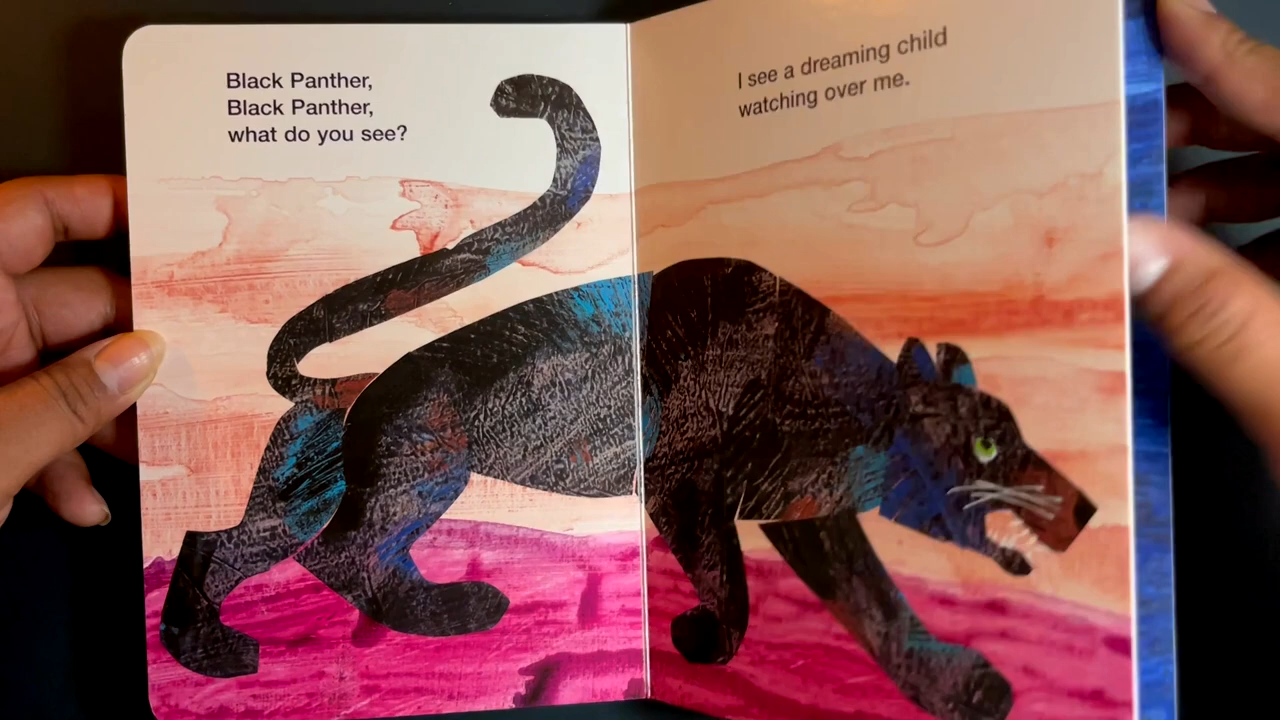 Black Panther,
Black Panther,
what do you see?
I see a dreaming child
watching over me.